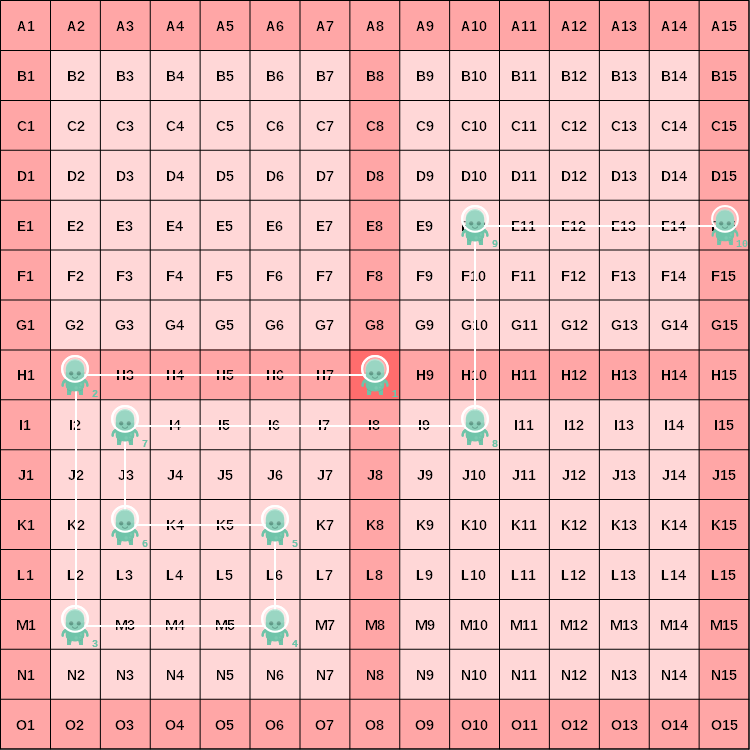 A1 A2 A3 A4 A5 A6 A7 A8 A9 A10 A11 A12 A13 A14 A15
B1 B2 B3 B4 B5 B6 B7 B8 B9 B10 B11 B12 B13 B14 B15
C1 C2 C3 C4 C5 C6 C7 C8 C9 C10 C11 C12 C13 C14 C15
D1 D2 D3 D4 D5 D6 D7 D8 D9 D10 D11 D12 D13 D14 D15
E1 E2 E3 E4 E5 E6 E7 E8 E9 E11 E12 E13 E14
9 10
F1 F2 F3 F4 F5 F6 F7 F8 F9 F10 F11 F12 F13 F14 F15
G1 G2 G3 G4 G5 G6 G7 G8 G9 G10 G11 G12 G13 G14 G15
H1 H3 H4 H5 H6 H7 H9 H10 H11 H12 H13 H14 H15
2 1
I1 I2 I4 I5 I6 I7 I8 I9 I11 I12 I13 I14 I15
7 8
J1 J2 J3 J4 J5 J6 J7 J8 J9 J10 J11 J12 J13 J14 J15
K1 K2 K4 K5 K7 K8 K9 K10 K11 K12 K13 K14 K15
6 5
L1 L2 L3 L4 L5 L6 L7 L8 L9 L10 L11 L12 L13 L14 L15
M1 M3 M4 M5 M7 M8 M9 M10 M11 M12 M13 M14 M15
3 4
N1 N2 N3 N4 N5 N6 N7 N8 N9 N10 N11 N12 N13 N14 N15
O1 O2 O3 O4 O5 O6 O7 O8 O9 O10 O11 O12 O13 O14 O15